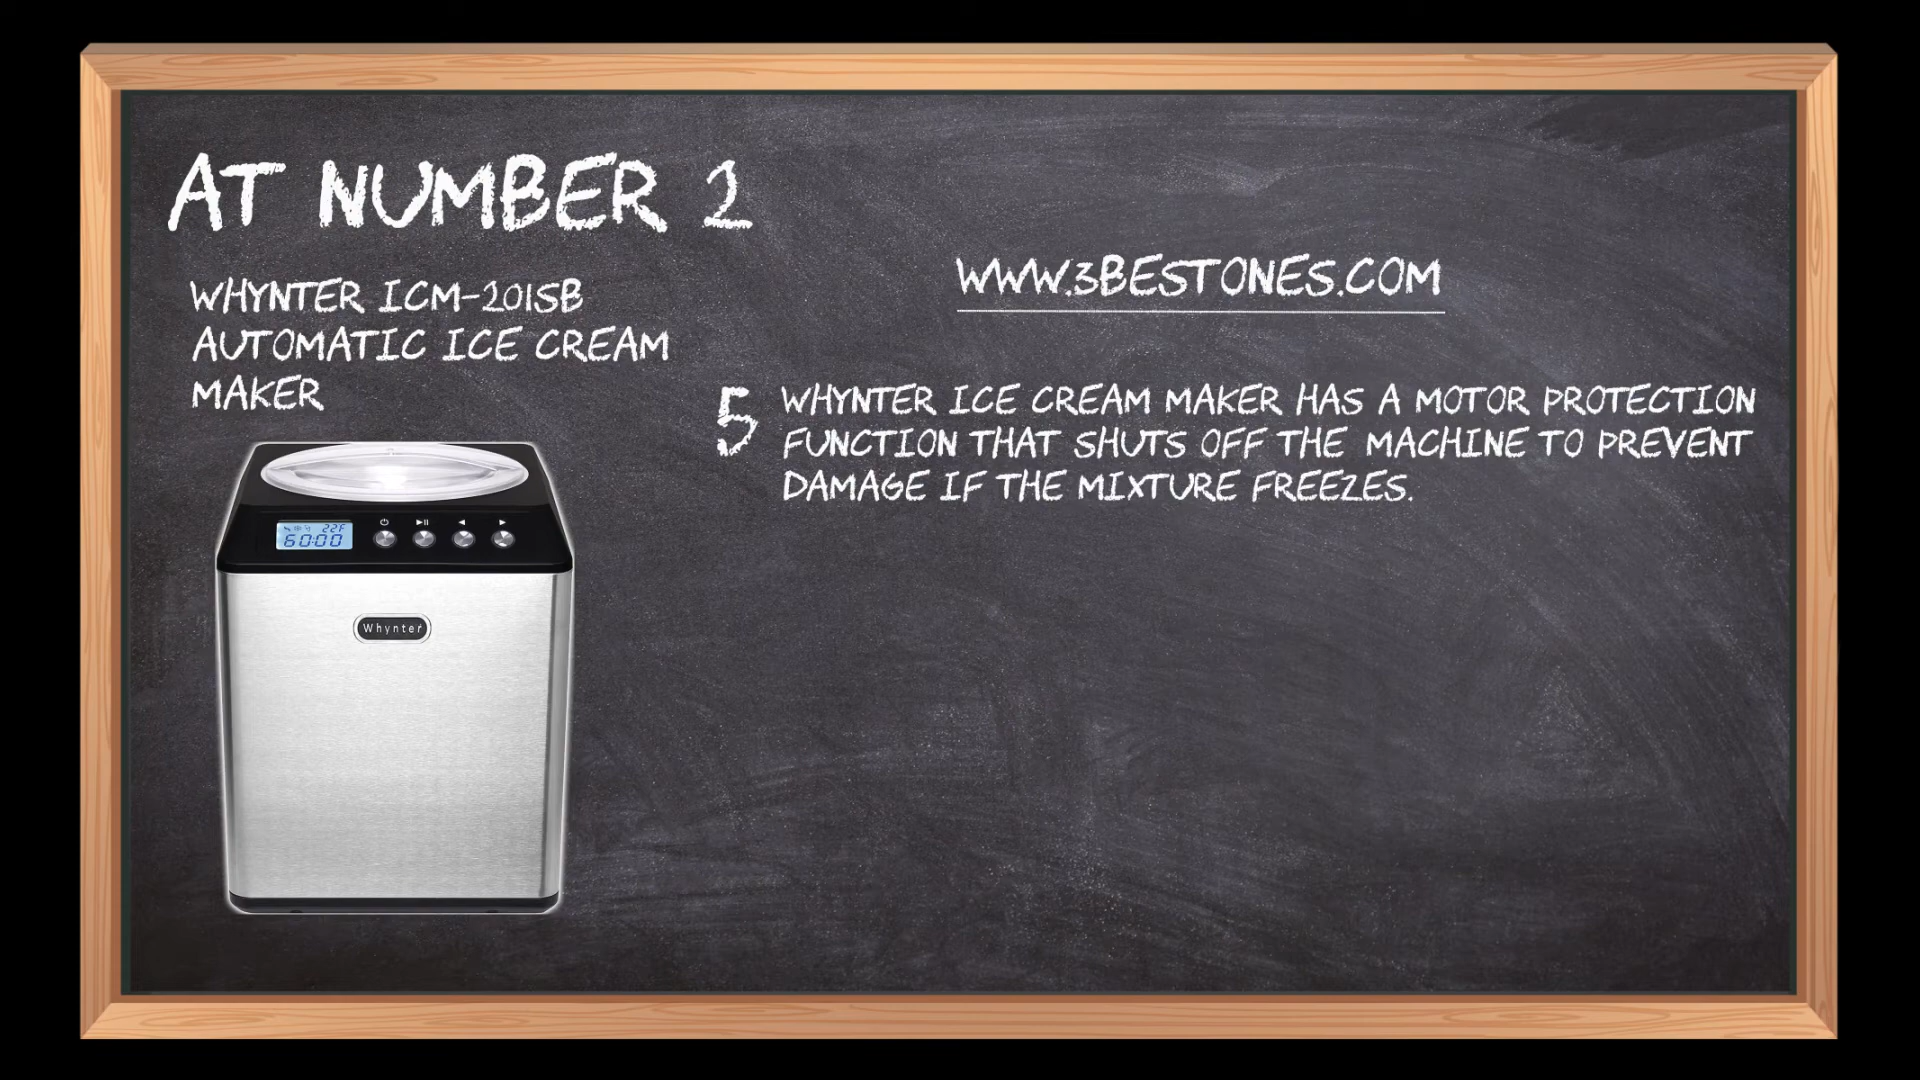 AT NUMBER 2
WHYNTER ICM-201SB
AUTOMATIC ICE CREAM
MAKER
WWW.3BESTONES.COM
5 WHYNTER ICE CREAM MAKER HAS A MOTOR PROTECTION
FUNCTION THAT SHUTS OFF THE MACHINE TO PREVENT
DAMAGE IF THE MIXTURE FREEZES.
22F
60:00
Whynter